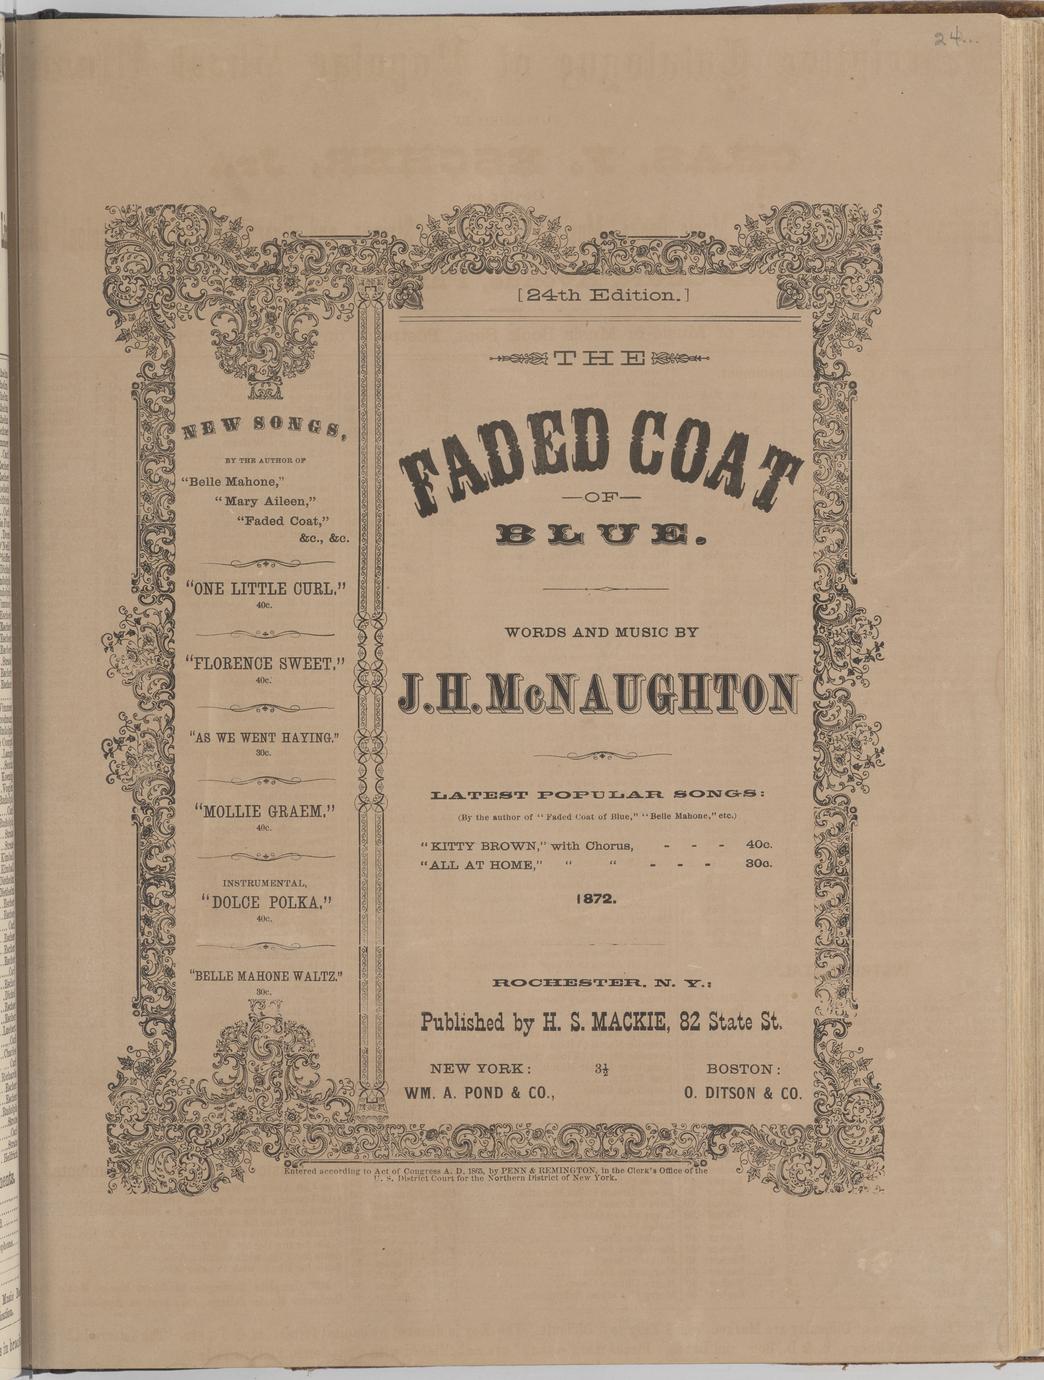 24...
[24th Edition.]
THE
FADED COAT
—OF—
BLUE.
WORDS AND MUSIC BY
J.H. McNAUGHTON
LATEST POPULAR SONGS:
(By the author of "Faded Coat of Blue," "Belle Mahone," etc.)
"KITTY BROWN," with Chorus, - - - 40c.
"ALL AT HOME," " " - - - 30c.
1872.
ROCHESTER, N. Y.:
Published by H. S. MACKIE, 82 State St.
NEW YORK: 3½ BOSTON:
WM. A. POND & CO., O. DITSON & CO.
NEW SONGS,
BY THE AUTHOR OF
"Belle Mahone,"
"Mary Aileen,"
"Faded Coat,"
&c., &c.
"ONE LITTLE CURL,"
40c.
"FLORENCE SWEET,"
40c.
"AS WE WENT HAYING."
30c.
"MOLLIE GRAEM,"
40c.
INSTRUMENTAL,
"DOLCE POLKA,"
40c.
"BELLE MAHONE WALTZ."
30c.
Entered according to Act of Congress A. D. 1865, by PENN & REMINGTON, in the Clerk's Office of the
U. S. District Court for the Northern District of New York.